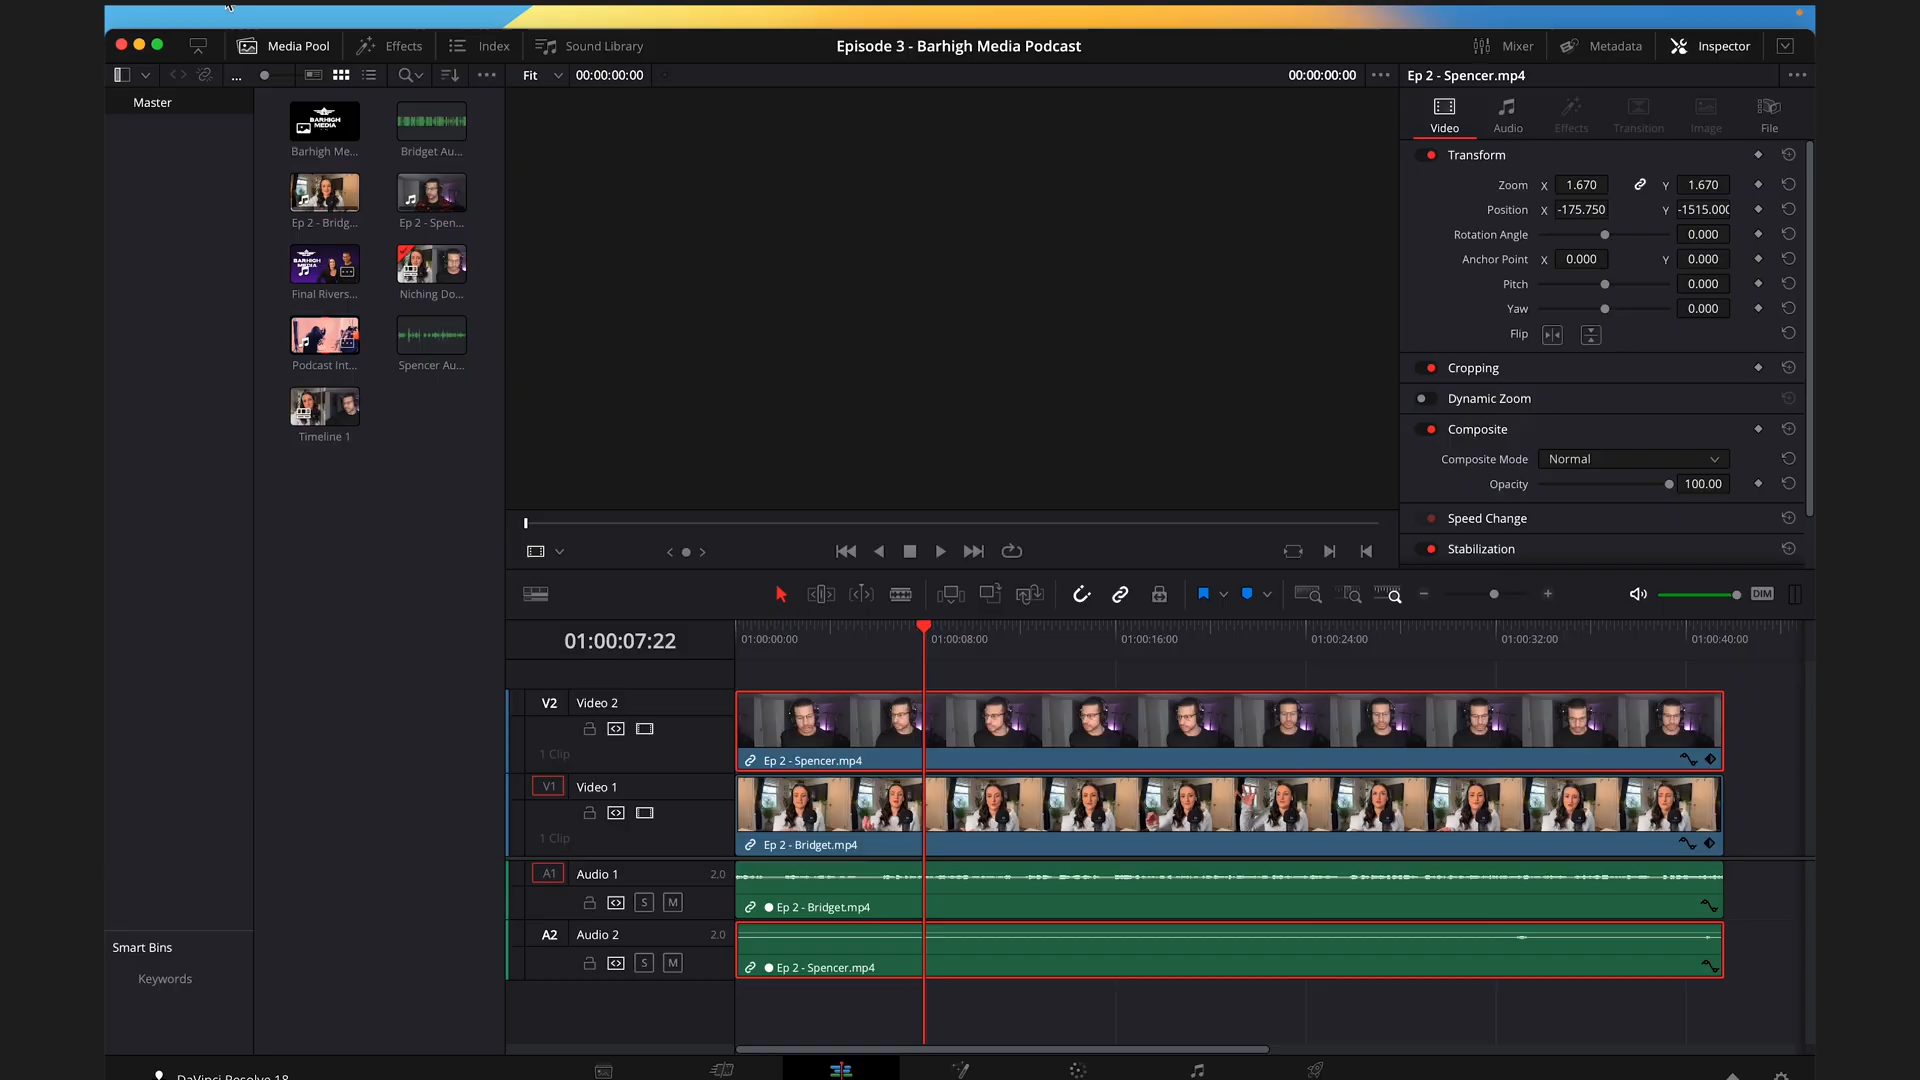 Media Pool
Effects
Index
Sound Library
Episode 3 - Barhigh Media Podcast
Mixer
Metadata
Inspector
...
Fit
00:00:00:00
00:00:00:00
Ep 2 - Spencer.mp4
Master
BARHIGH
MEDIA
Barhigh Me...
Bridget Au...
Ep 2 - Bridg...
Ep 2 - Spen...
BARHIGH
Final Rivers...
Niching Do...
Podcast Int...
Spencer Au...
Timeline 1
Smart Bins
Keywords
Video
Audio
Effects
Transition
Image
File
Transform
Zoom X 1.670 Y 1.670
Position X -175.750 Y -1515.000
Rotation Angle 0.000
Anchor Point X 0.000 Y 0.000
Pitch 0.000
Yaw 0.000
Flip
Cropping
Dynamic Zoom
Composite
Composite Mode Normal
Opacity 100.00
Speed Change
Stabilization
DIM
01:00:07:22
01:00:00:00
01:00:08:00
01:00:16:00
01:00:24:00
01:00:32:00
01:00:40:00
V2 Video 2
1 Clip
Ep 2 - Spencer.mp4
V1 Video 1
1 Clip
Ep 2 - Bridget.mp4
A1 Audio 1 2.0
S M
Ep 2 - Bridget.mp4
A2 Audio 2 2.0
S M
Ep 2 - Spencer.mp4
DaVinci Resolve 18